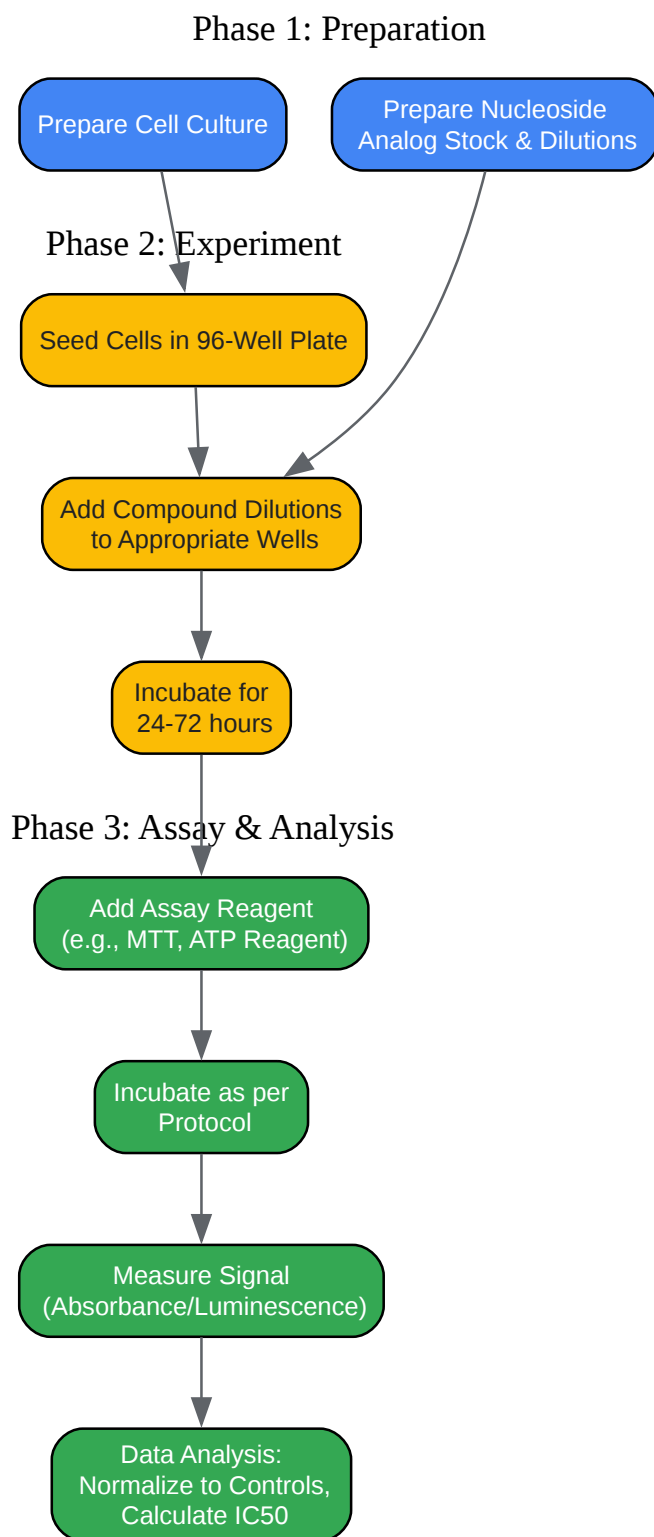 Phase 1: Preparation
Prepare Cell Culture
Prepare Nucleoside
Analog Stock & Dilutions
Phase 2: Experiment
Seed Cells in 96-Well Plate
Add Compound Dilutions
to Appropriate Wells
Incubate for
24-72 hours
Phase 3: Assay & Analysis
Add Assay Reagent
(e.g., MTT, ATP Reagent)
Incubate as per
Protocol
Measure Signal
(Absorbance/Luminescence)
Data Analysis:
Normalize to Controls,
Calculate IC50